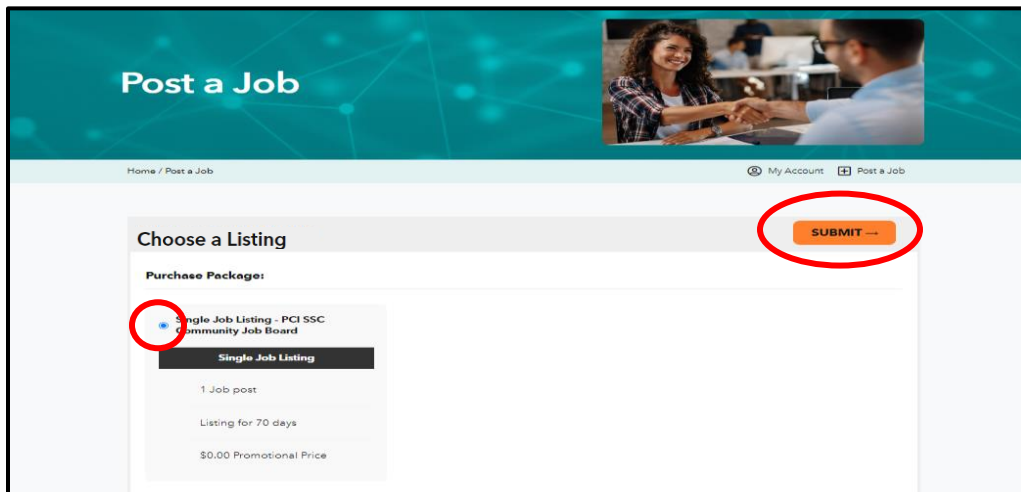 Post a Job
Home / Post a Job
My Account
Post a Job
Choose a Listing
SUBMIT →
Purchase Package:
Single Job Listing - PCI SSC
Community Job Board
Single Job Listing
1 Job post
Listing for 70 days
$0.00 Promotional Price